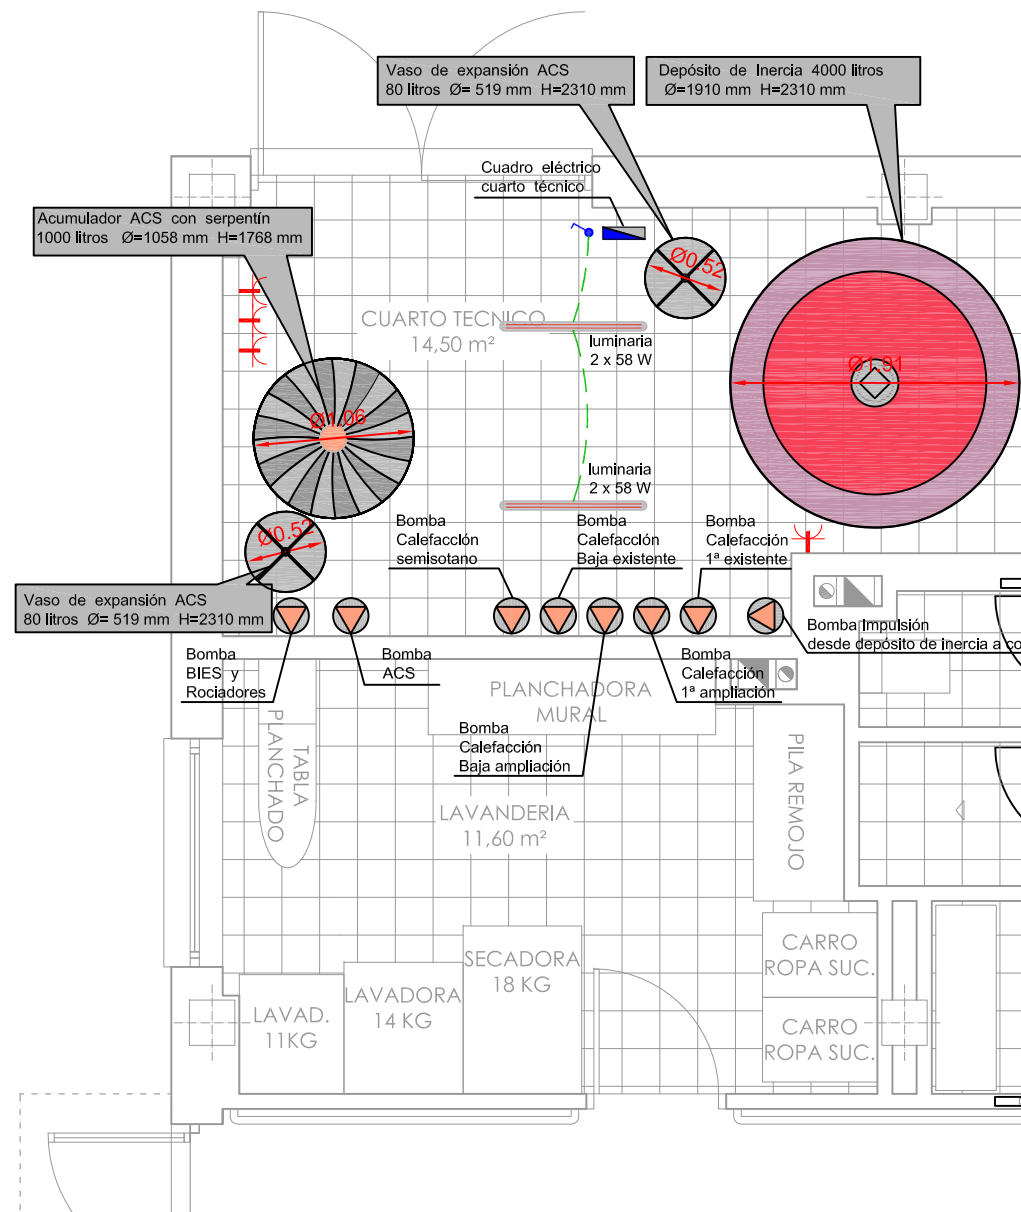 Vaso de expansión ACS
80 litros Ø= 519 mm H=2310 mm
Depósito de Inercia 4000 litros
Ø=1910 mm H=2310 mm
Cuadro eléctrico
cuarto técnico
Acumulador ACS con serpentín
1000 litros Ø=1058 mm H=1768 mm
Ø0.52
CUARTO TECNICO
14,50 m²
luminaria
2 x 58 W
Ø1.91
Ø1.06
luminaria
2 x 58 W
Bomba
Calefacción
semisotano
Bomba
Calefacción
Baja existente
Bomba
Calefacción
1ª existente
Ø0.52
Vaso de expansión ACS
80 litros Ø= 519 mm H=2310 mm
Bomba Impulsión
desde depósito de inercia a co
Bomba
BIES y
Rociadores
Bomba
ACS
Bomba
Calefacción
1ª ampliación
PLANCHADORA
MURAL
Bomba
Calefacción
Baja ampliación
TABLA
PLANCHADO
PILA REMOJO
LAVANDERIA
11,60 m²
SECADORA
18 KG
CARRO
ROPA SUC.
LAVADORA
14 KG
LAVAD.
11KG
CARRO
ROPA SUC.